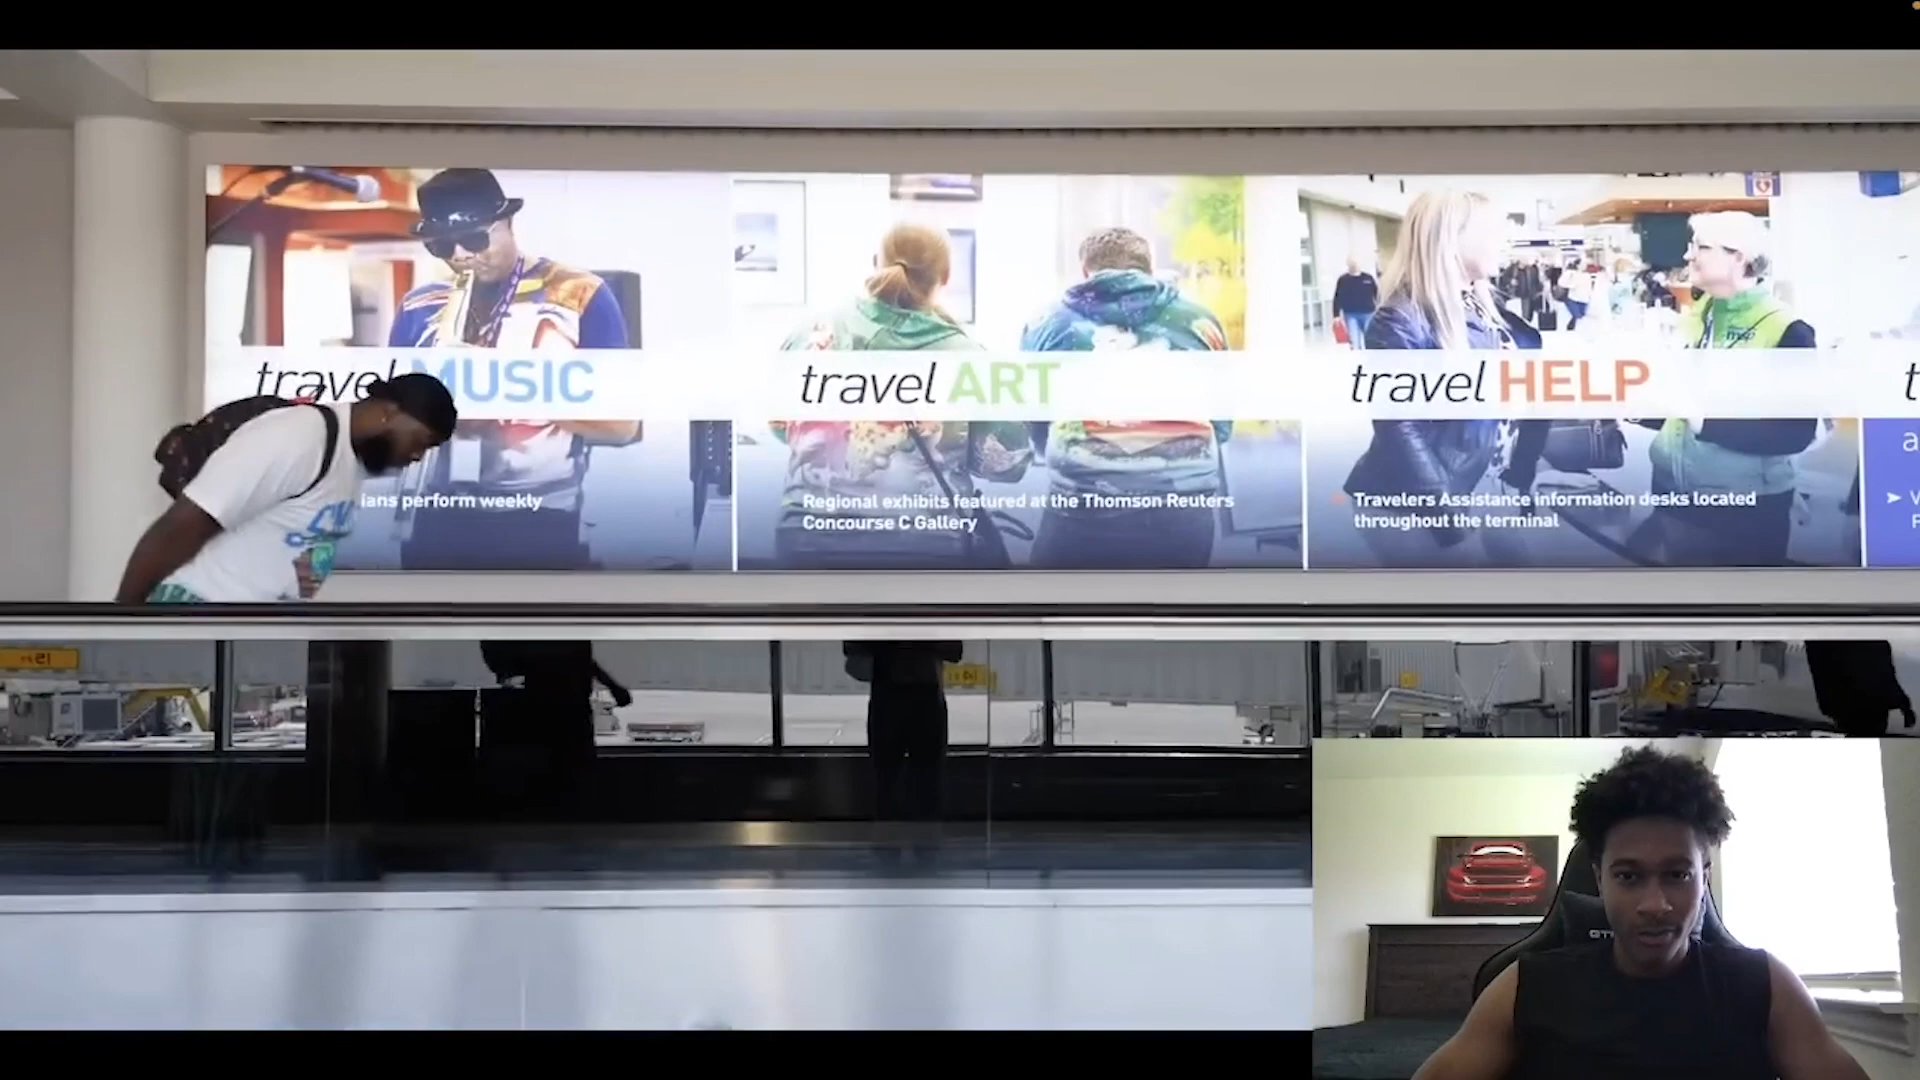 travel MUSIC
ians perform weekly
travel ART
Regional exhibits featured at the Thomson Reuters
Concourse C Gallery
travel HELP
Travelers Assistance information desks located
throughout the terminal
msp